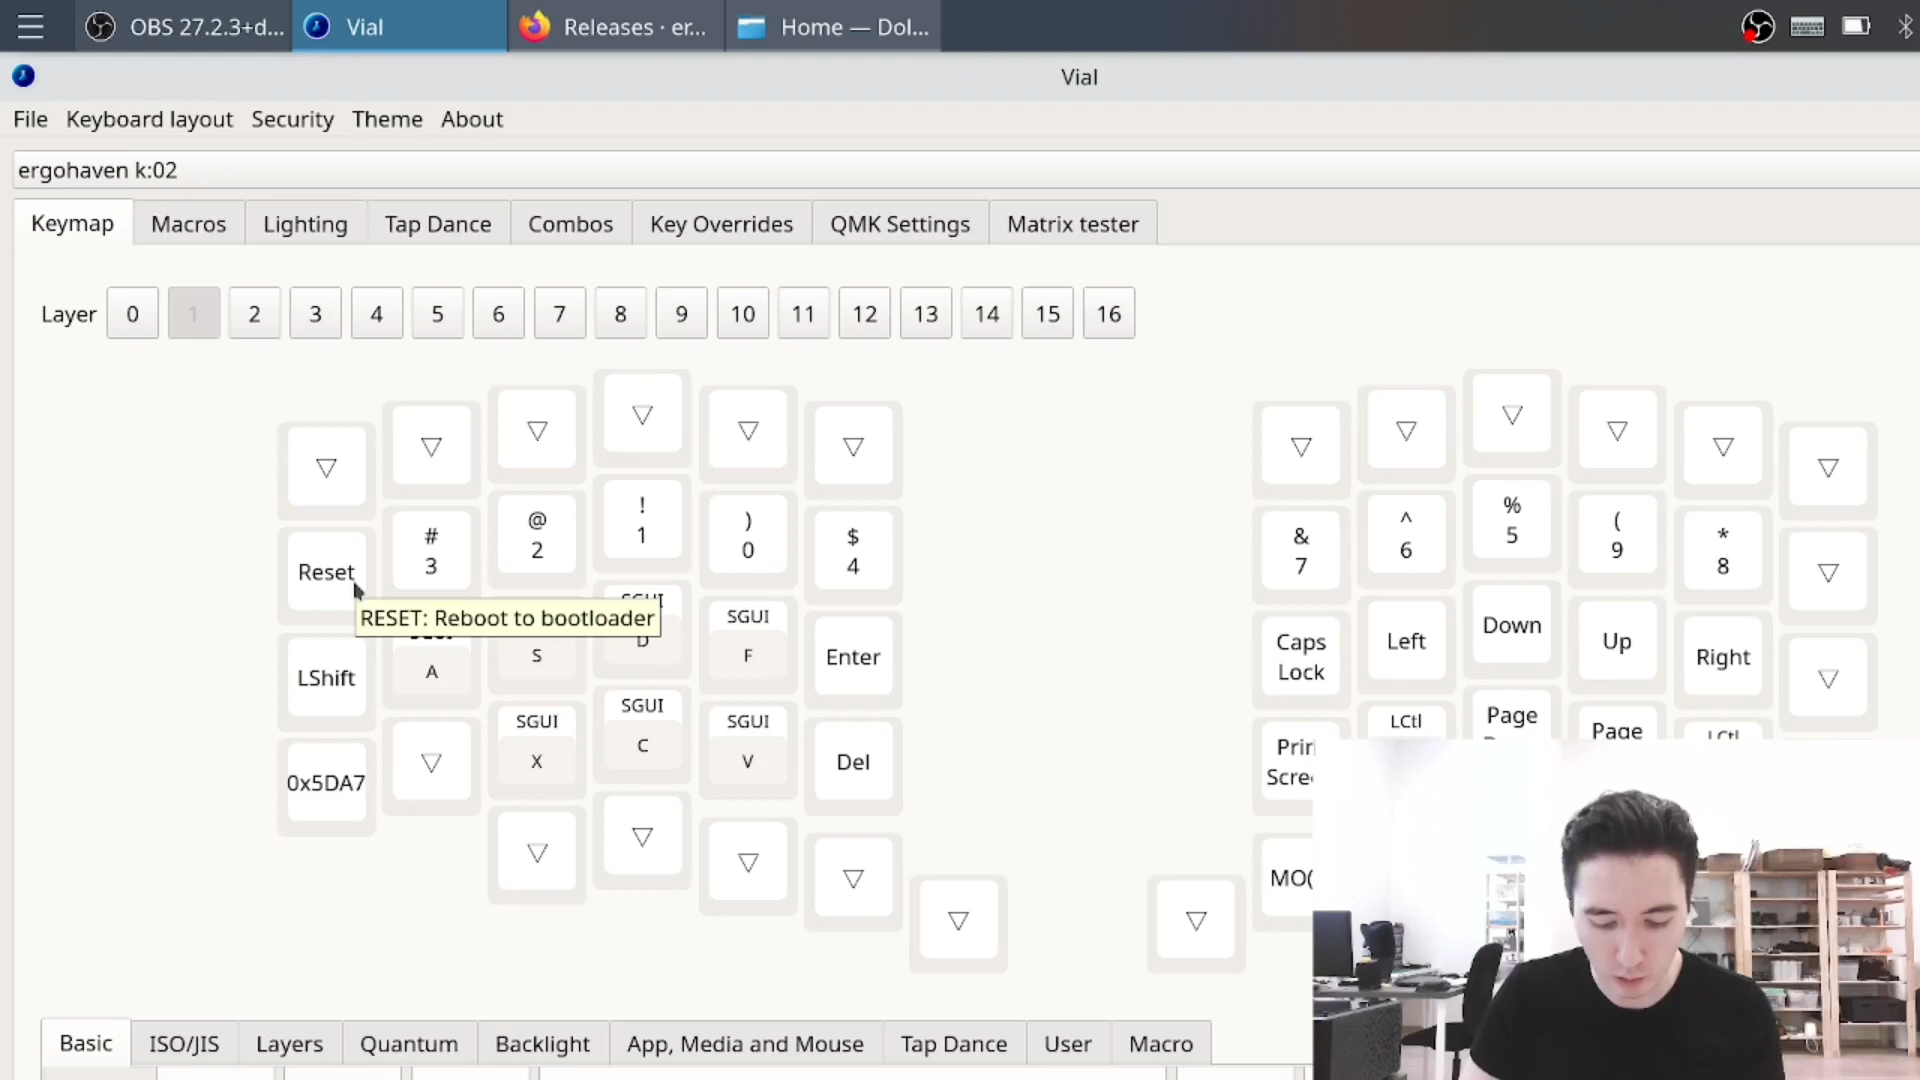 OBS 27.2.3+d...
Vial
Releases · er...
Home — Dol...
Vial
File Keyboard layout Security Theme About
ergohaven k:02
Keymap Macros Lighting Tap Dance Combos Key Overrides QMK Settings Matrix tester
Layer 0 1 2 3 4 5 6 7 8 9 10 11 12 13 14 15 16
▽ ▽ ▽ ▽ ▽ ▽ ▽ ▽ ▽ ▽ ▽ ▽
Reset
#
3
@
2
!
1
)
0
$
4
&
7
^
6
%
5
(
9
*
8
▽
RESET: Reboot to bootloader
LShift
A
S
SGUI
D
SGUI
F
Enter
Caps
Lock
Left
Down
Up
Right
▽
0x5DA7
▽
SGUI
X
SGUI
C
SGUI
V
Del
Prin
Scre
LCtl
Page
Page
LCtl
▽ ▽ ▽ ▽ ▽ ▽
MO(
Basic ISO/JIS Layers Quantum Backlight App, Media and Mouse Tap Dance User Macro